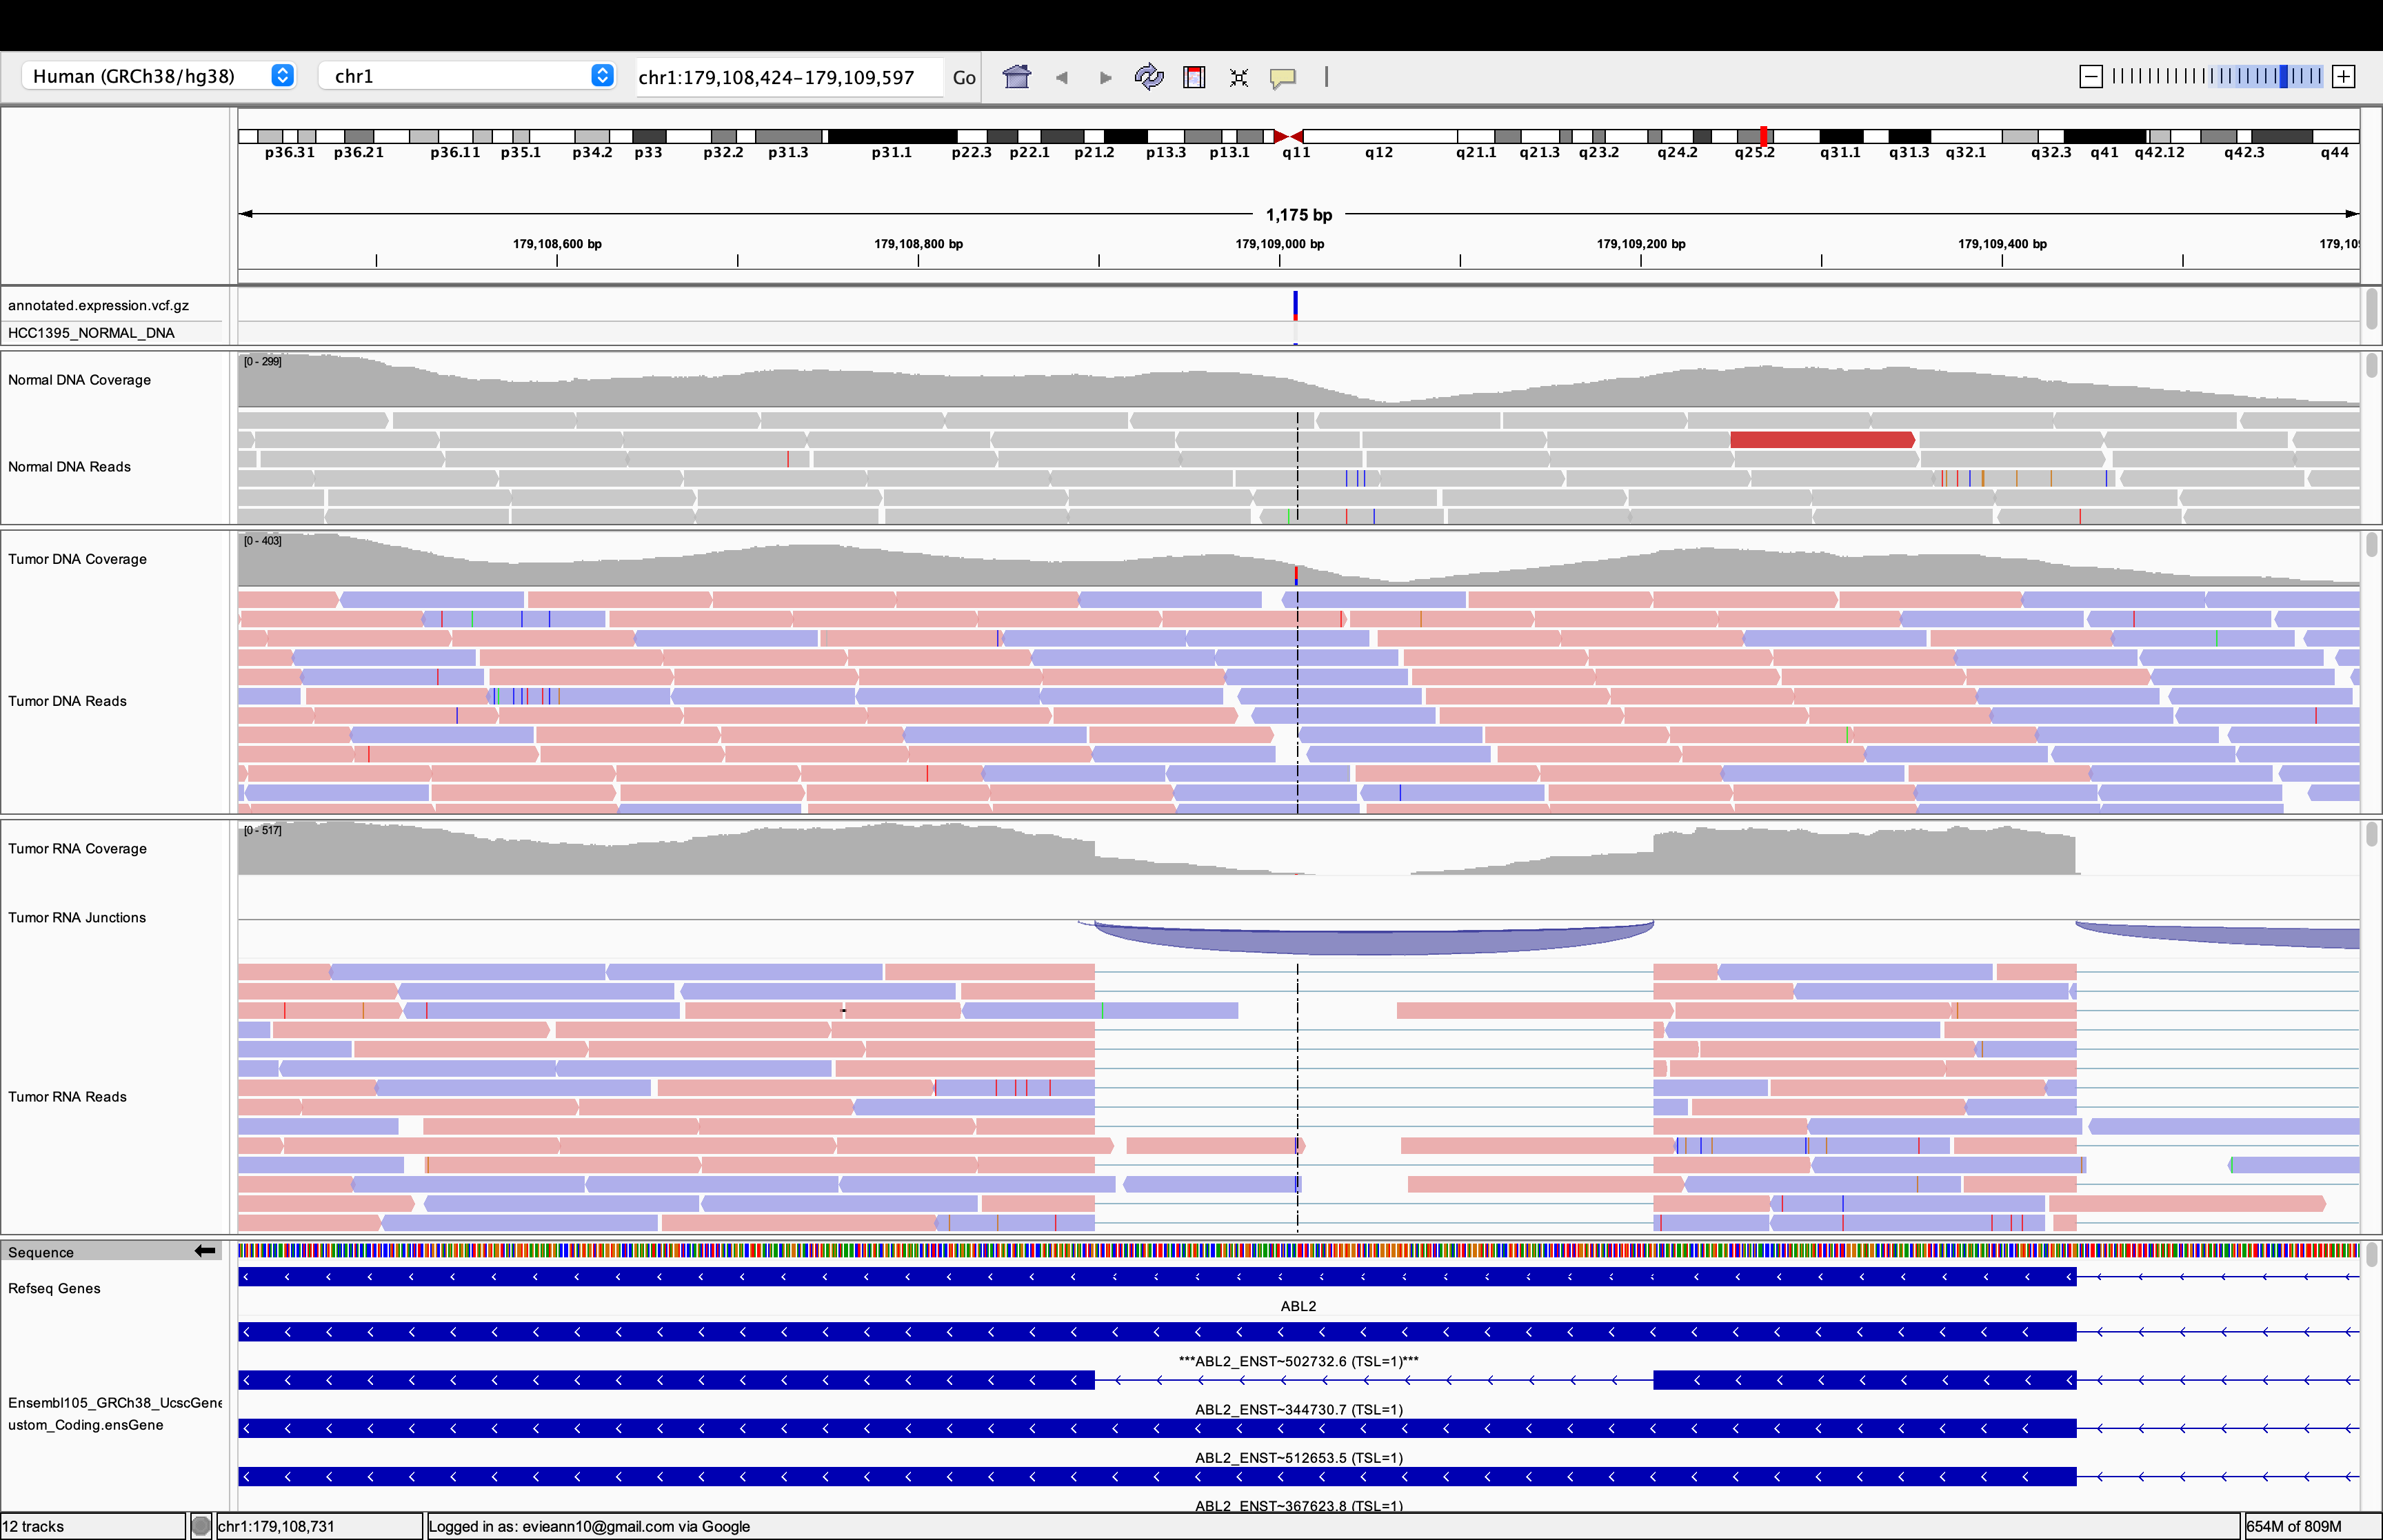 Human (GRCh38/hg38) chr1 chr1:179,108,424-179,109,597 Go
p36.31 p36.21 p36.11 p35.1 p34.2 p33 p32.2 p31.3 p31.1 p22.3 p22.1 p21.2 p13.3 p13.1 q11 q12 q21.1 q21.3 q23.2 q24.2 q25.2 q31.1 q31.3 q32.1 q32.3 q41 q42.12 q42.3 q44
1,175 bp
179,108,600 bp 179,108,800 bp 179,109,000 bp 179,109,200 bp 179,109,400 bp 179,10
annotated.expression.vcf.gz
HCC1395_NORMAL_DNA
[0 - 299]
Normal DNA Coverage
Normal DNA Reads
[0 - 403]
Tumor DNA Coverage
Tumor DNA Reads
[0 - 517]
Tumor RNA Coverage
Tumor RNA Junctions
Tumor RNA Reads
Sequence
Refseq Genes
ABL2
***ABL2_ENST~502732.6 (TSL=1)***
Ensembl105_GRCh38_UcscGene
ABL2_ENST~344730.7 (TSL=1)
ustom_Coding.ensGene
ABL2_ENST~512653.5 (TSL=1)
ABL2_ENST~367623.8 (TSL=1)
12 tracks chr1:179,108,731 Logged in as: evieann10@gmail.com via Google 654M of 809M